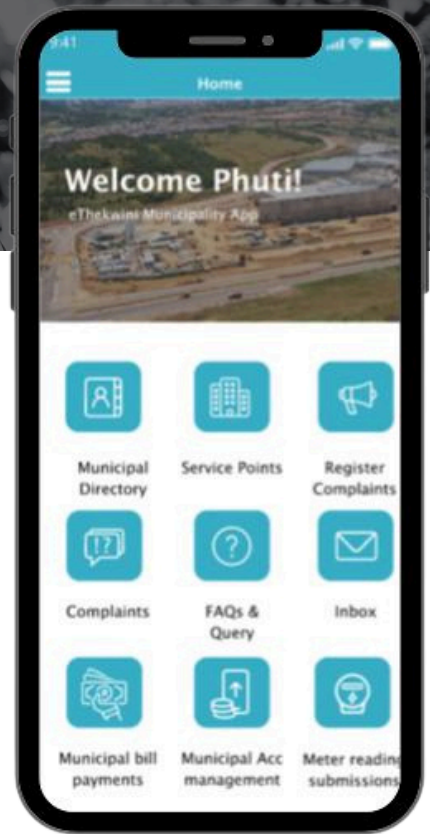 9:41
Home
Welcome Phuti!
eThekwini Municipality App
Municipal
Directory
Service Points
Register
Complaints
Complaints
FAQs &
Query
Inbox
Municipal bill
payments
Municipal Acc
management
Meter reading
submissions